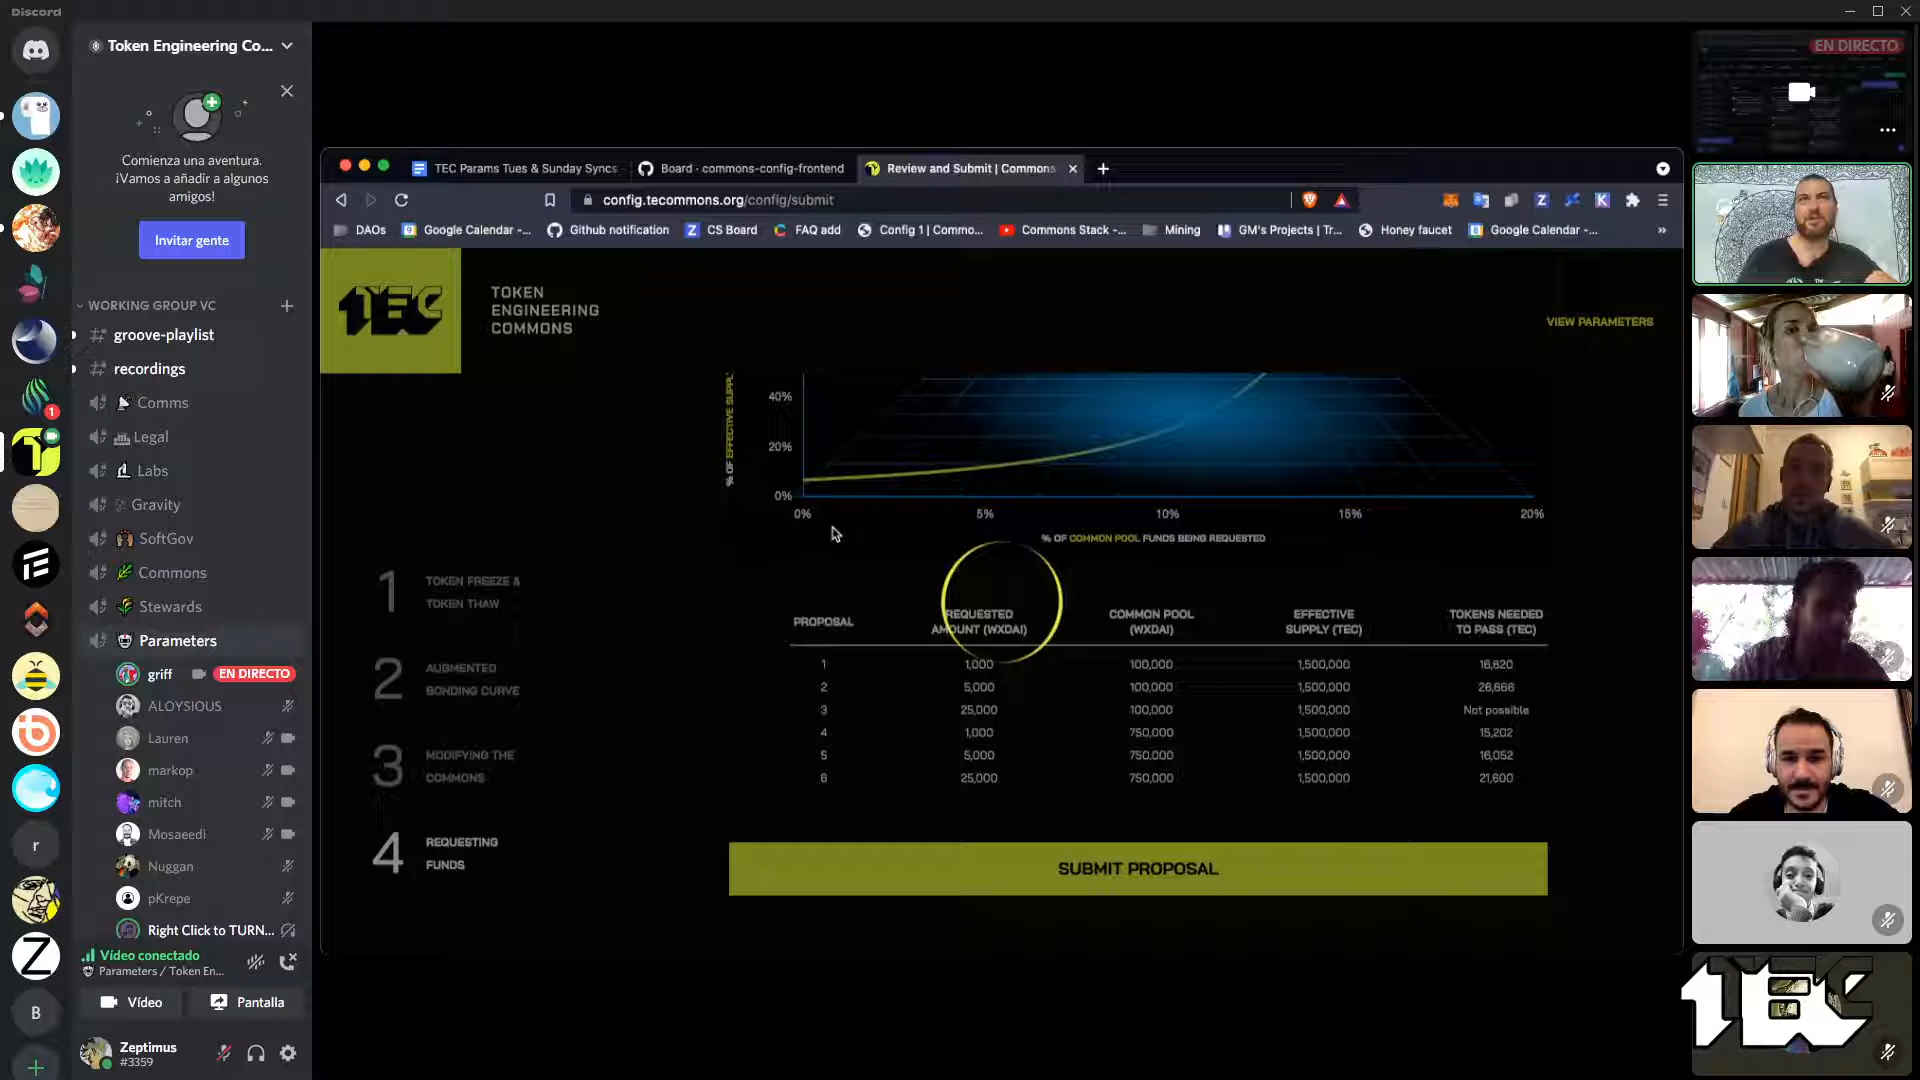 Discord
Token Engineering Co...
Comienza una aventura.
¡Vamos a añadir a algunos
amigos!
Invitar gente
WORKING GROUP VC
groove-playlist
recordings
Comms
Legal
Labs
Gravity
SoftGov
Commons
Stewards
Parameters
griff EN DIRECTO
ALOYSIOUS
Lauren
markop
mitch
Mosaeedi
Nuggan
pKrepe
Right Click to TURN...
Vídeo conectado
Parameters / Token En...
Vídeo
Pantalla
Zeptimus
#3359
1
r
B
TEC Params Tues & Sunday Syncs
Board · commons-config-frontend
Review and Submit | Commons
config.tecommons.org/config/submit
DAOs
Google Calendar -...
Github notification
CS Board
FAQ add
Config 1 | Commo...
Commons Stack -...
Mining
GM's Projects | Tr...
Honey faucet
Google Calendar -...
TEC
TOKEN
ENGINEERING
COMMONS
VIEW PARAMETERS
% OF EFFECTIVE SUPPLY
40%
20%
0%
0% 5% 10% 15% 20%
% OF COMMON POOL FUNDS BEING REQUESTED
1 TOKEN FREEZE &
TOKEN THAW
2 AUGMENTED
BONDING CURVE
3 MODIFYING THE
COMMONS
4 REQUESTING
FUNDS
PROPOSAL REQUESTED AMOUNT (WXDAI) COMMON POOL (WXDAI) EFFECTIVE SUPPLY (TEC) TOKENS NEEDED TO PASS (TEC)
1 1,000 100,000 1,500,000 16,620
2 5,000 100,000 1,500,000 26,666
3 25,000 100,000 1,500,000 Not possible
4 1,000 750,000 1,500,000 15,202
5 5,000 750,000 1,500,000 16,052
6 25,000 750,000 1,500,000 21,600
SUBMIT PROPOSAL
EN DIRECTO
TEC